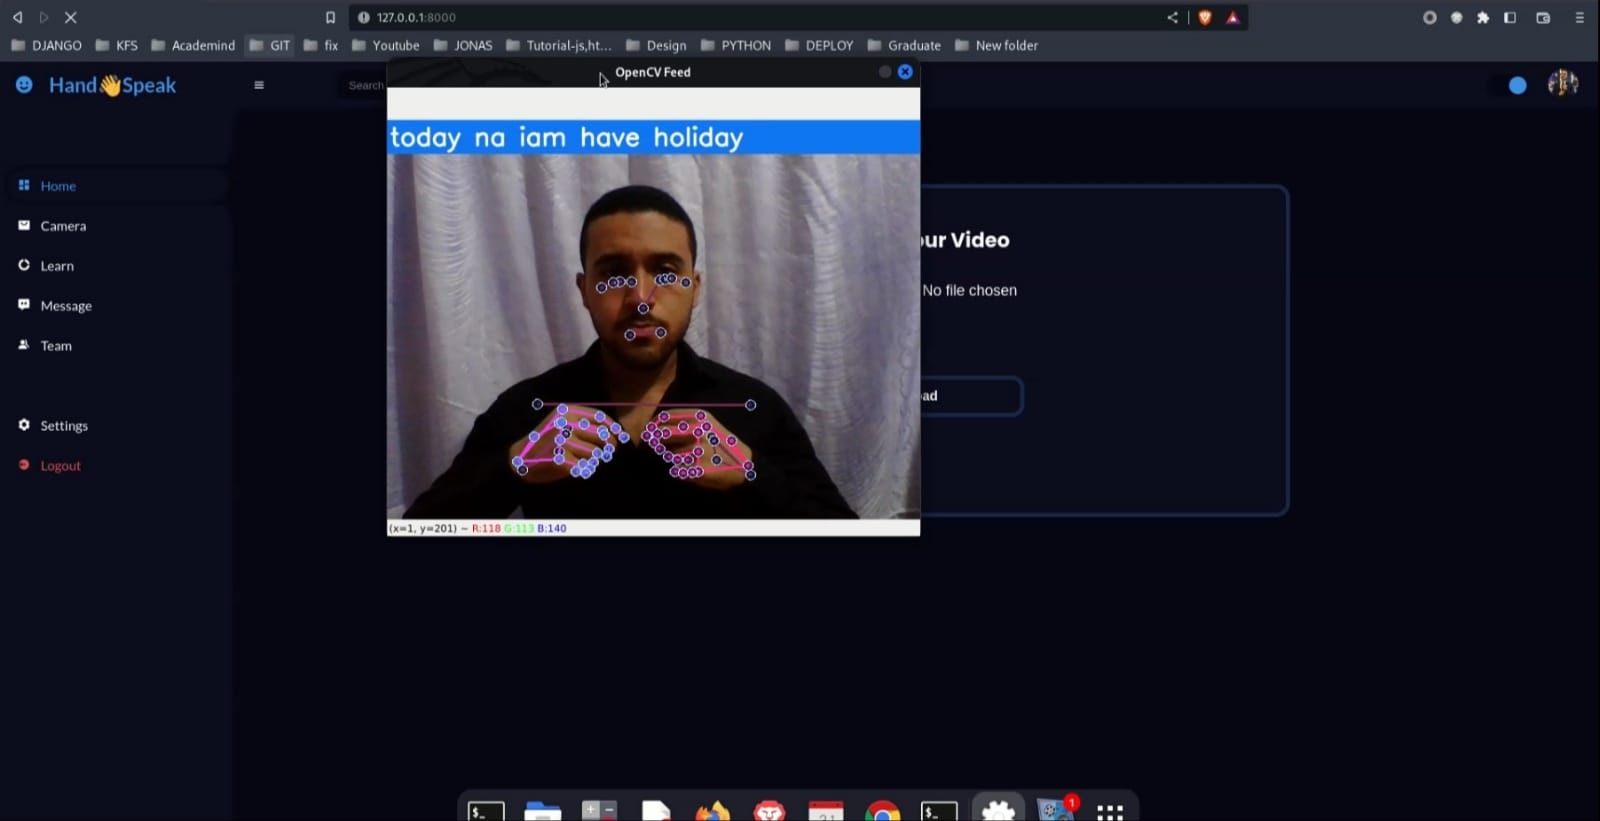 127.0.0.1:8000
DJANGO KFS Academind GIT fix Youtube JONAS Tutorial-js,ht... Design PYTHON DEPLOY Graduate New folder
Hand👋Speak
Search
OpenCV Feed
today na iam have holiday
Home
Camera
Learn
Message
Team
Settings
Logout
our Video
No file chosen
ad
(x=1, y=201) ~ R:118 G:113 B:140
$_
$_
1